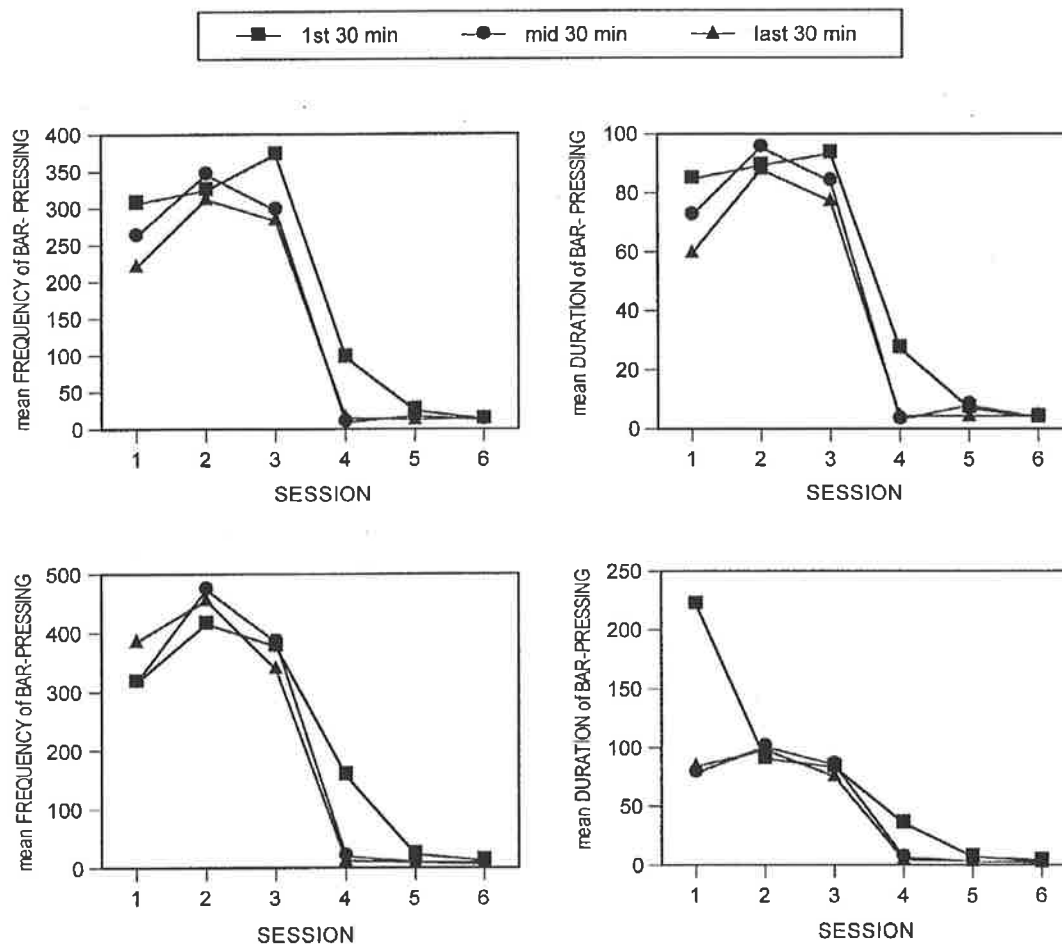 1st 30 min mid 30 min last 30 min
mean FREQUENCY of BAR- PRESSING
400
350
300
250
200
150
100
50
0
1 2 3 4 5 6
SESSION
mean DURATION of BAR- PRESSING
100
80
60
40
20
0
1 2 3 4 5 6
SESSION
mean FREQUENCY of BAR-PRESSING
500
400
300
200
100
0
1 2 3 4 5 6
SESSION
mean DURATION of BAR-PRESSING
250
200
150
100
50
0
1 2 3 4 5 6
SESSION